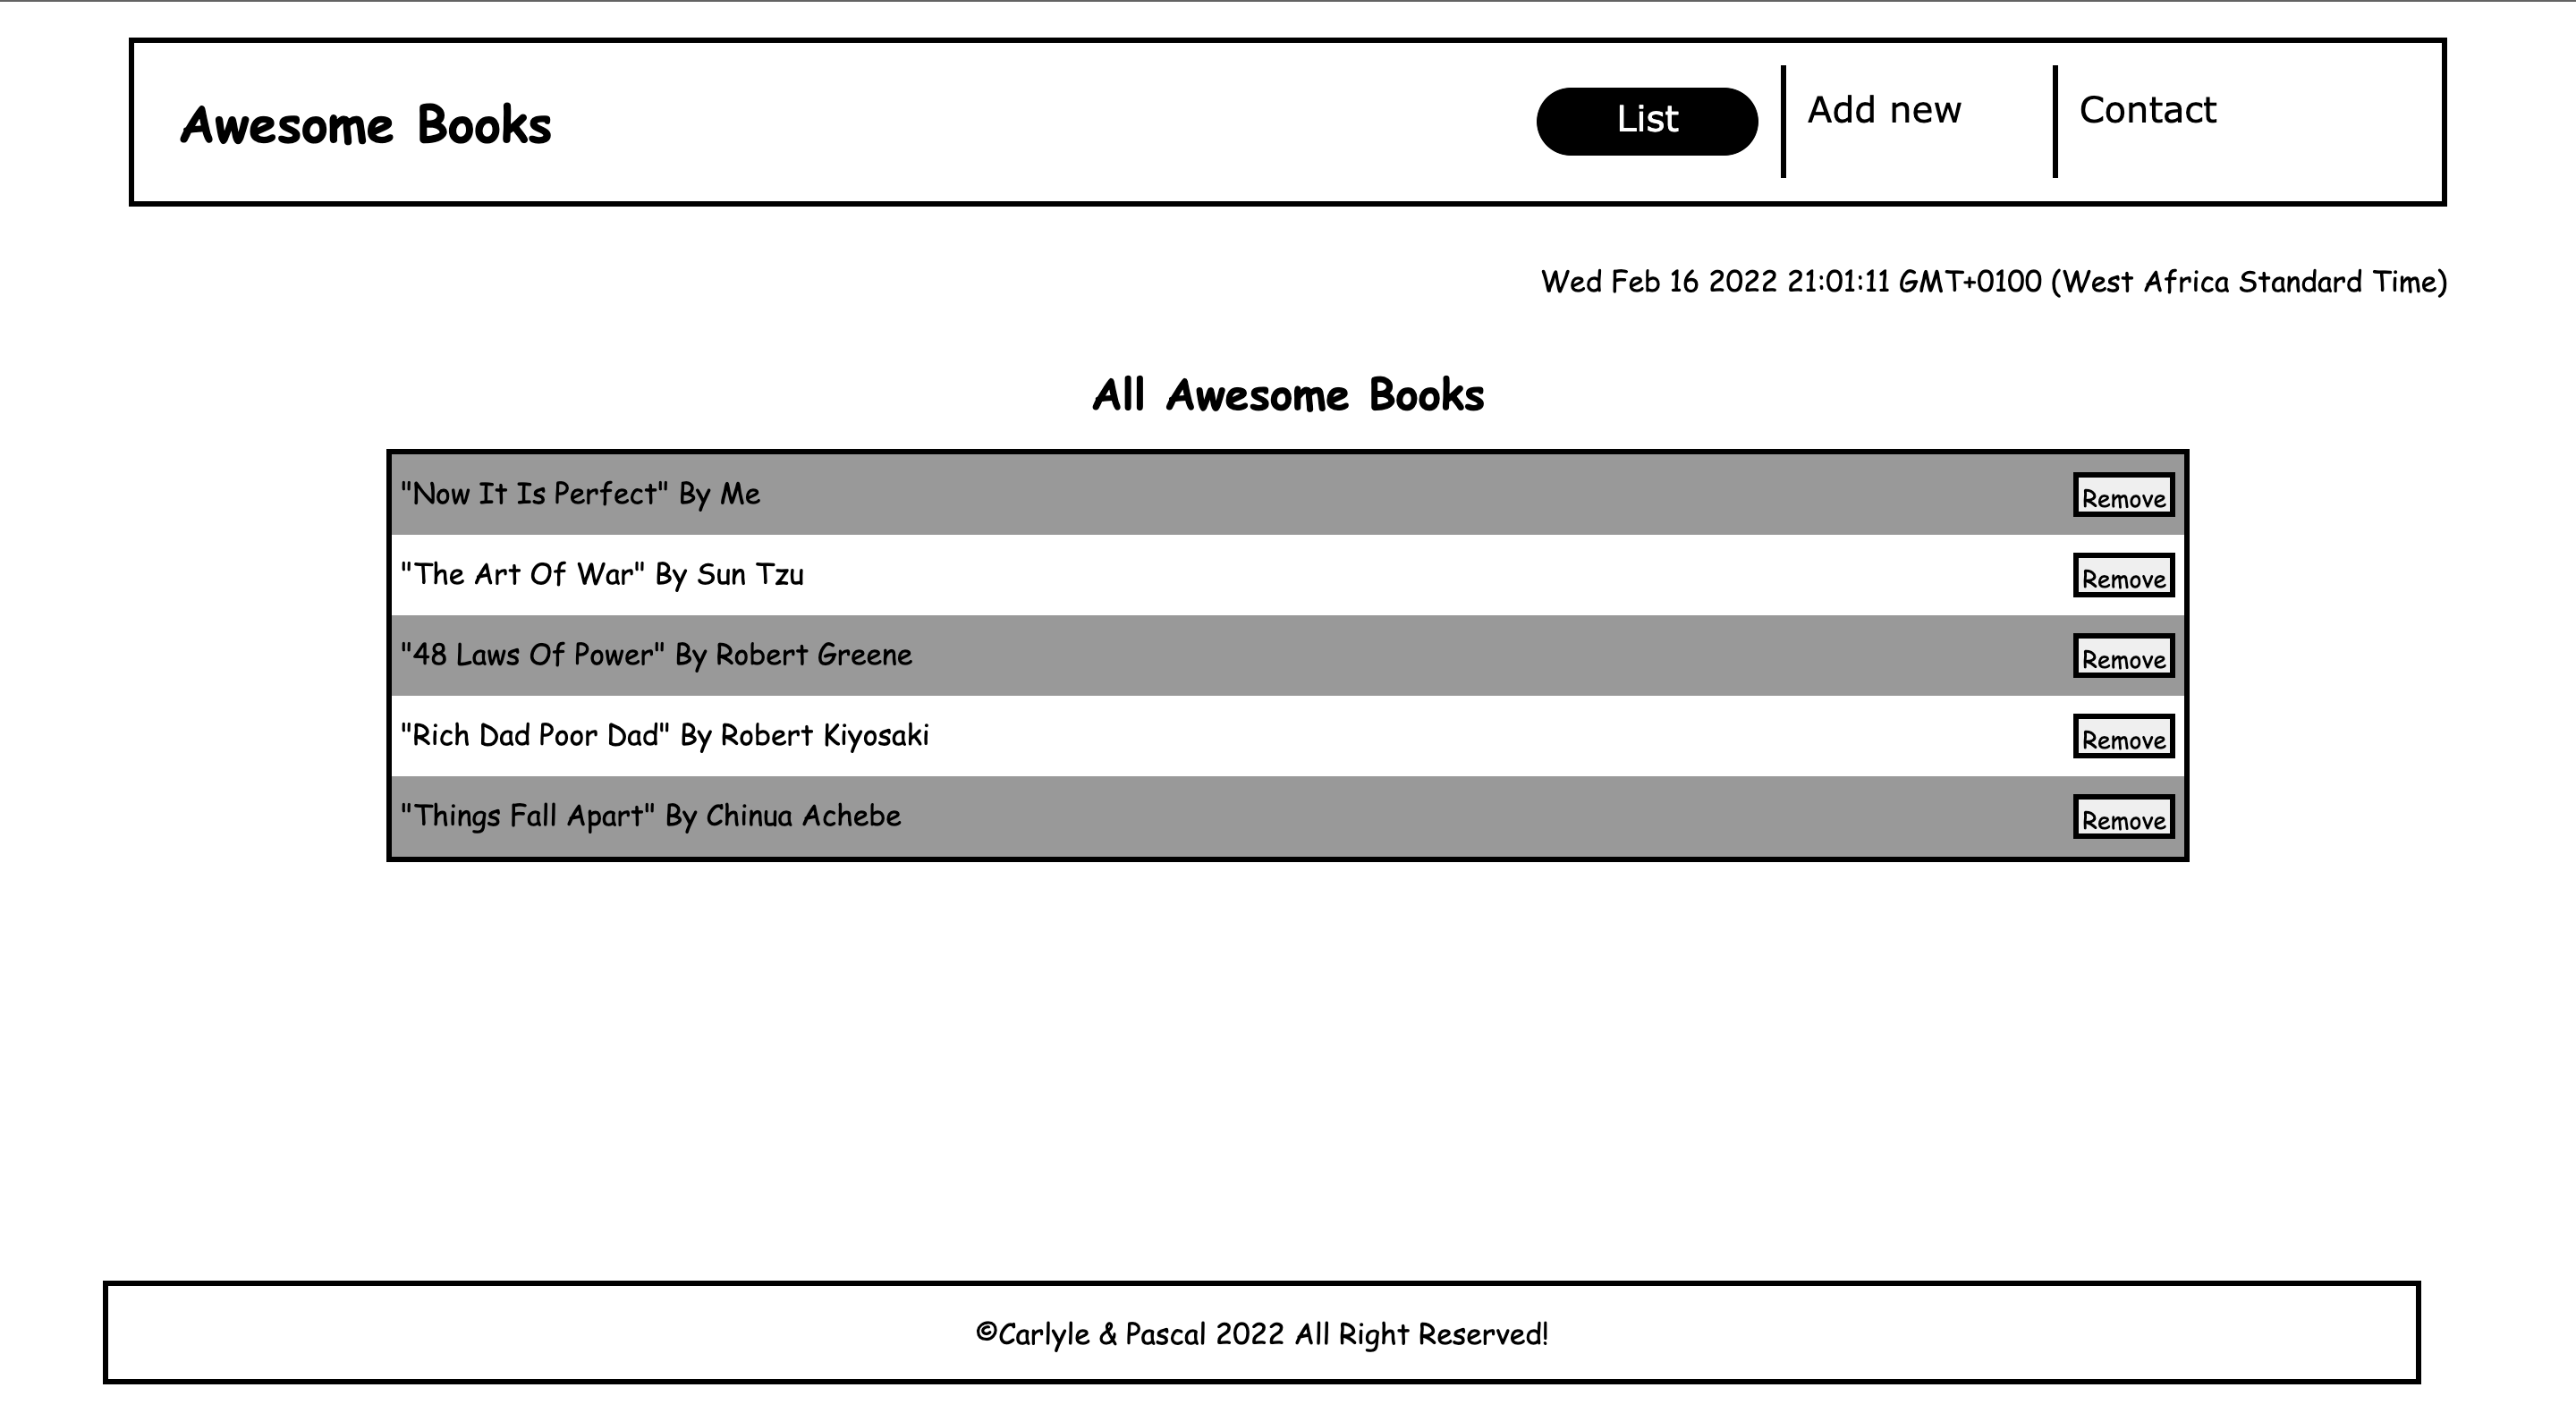 Awesome Books
List
Add new
Contact
Wed Feb 16 2022 21:01:11 GMT+0100 (West Africa Standard Time)
All Awesome Books
"Now It Is Perfect" By Me
Remove
"The Art Of War" By Sun Tzu
Remove
"48 Laws Of Power" By Robert Greene
Remove
"Rich Dad Poor Dad" By Robert Kiyosaki
Remove
"Things Fall Apart" By Chinua Achebe
Remove
©Carlyle & Pascal 2022 All Right Reserved!